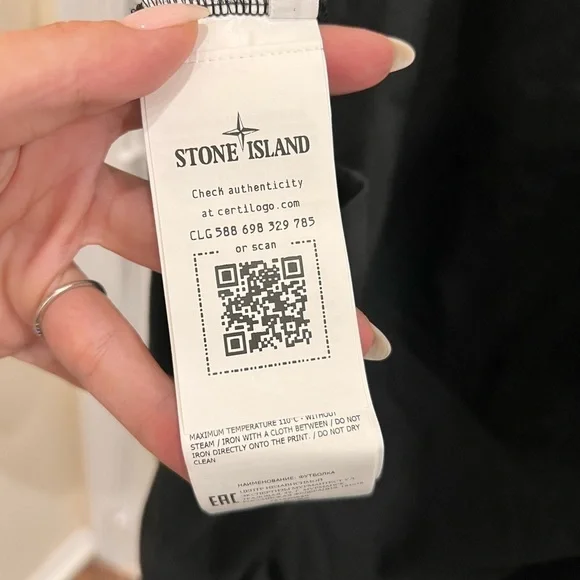 STONE ISLAND
Check authenticity
at certilogo.com
CLG 588 698 329 785
or scan
MAXIMUM TEMPERATURE 110°C - WITHOUT
STEAM / IRON WITH A CLOTH BETWEEN / DO NOT
IRON DIRECTLY ONTO THE PRINT. / DO NOT DRY
CLEAN
НАИМЕНОВАНИЕ: ФУТБОЛКА
EAC